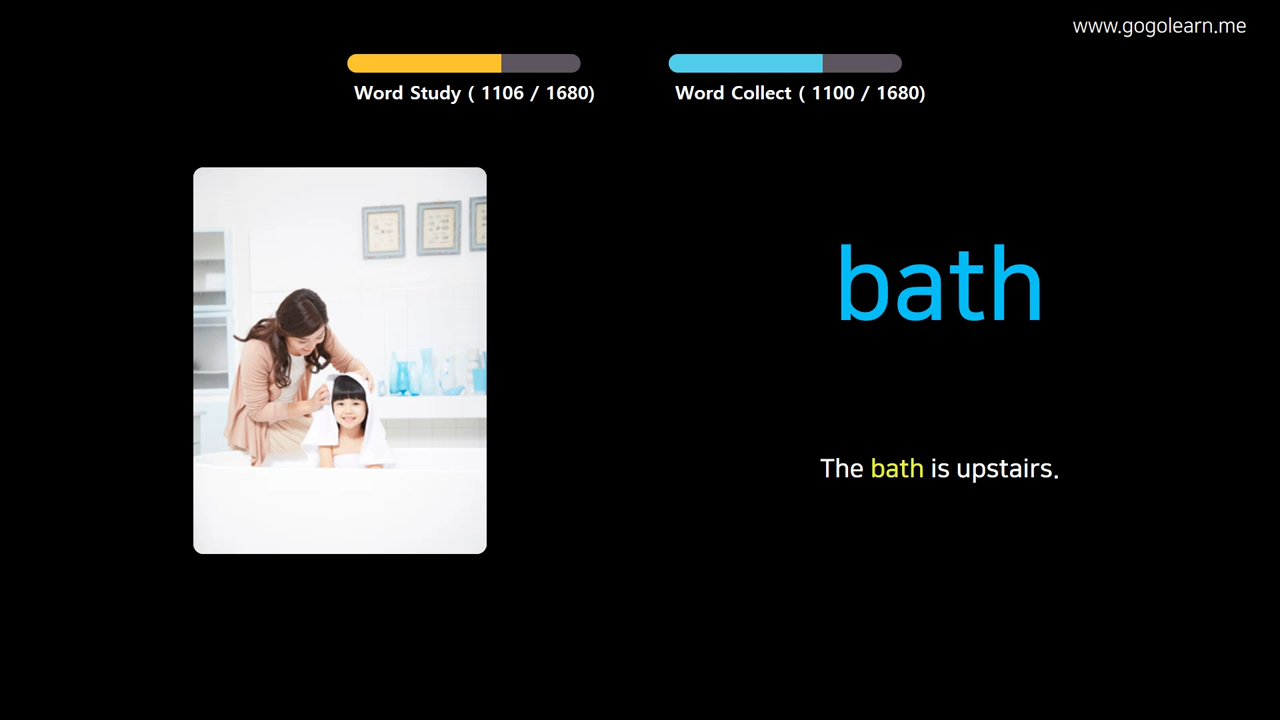 www.gogolearn.me
Word Study ( 1106 / 1680)
Word Collect ( 1100 / 1680)
bath
The bath is upstairs.